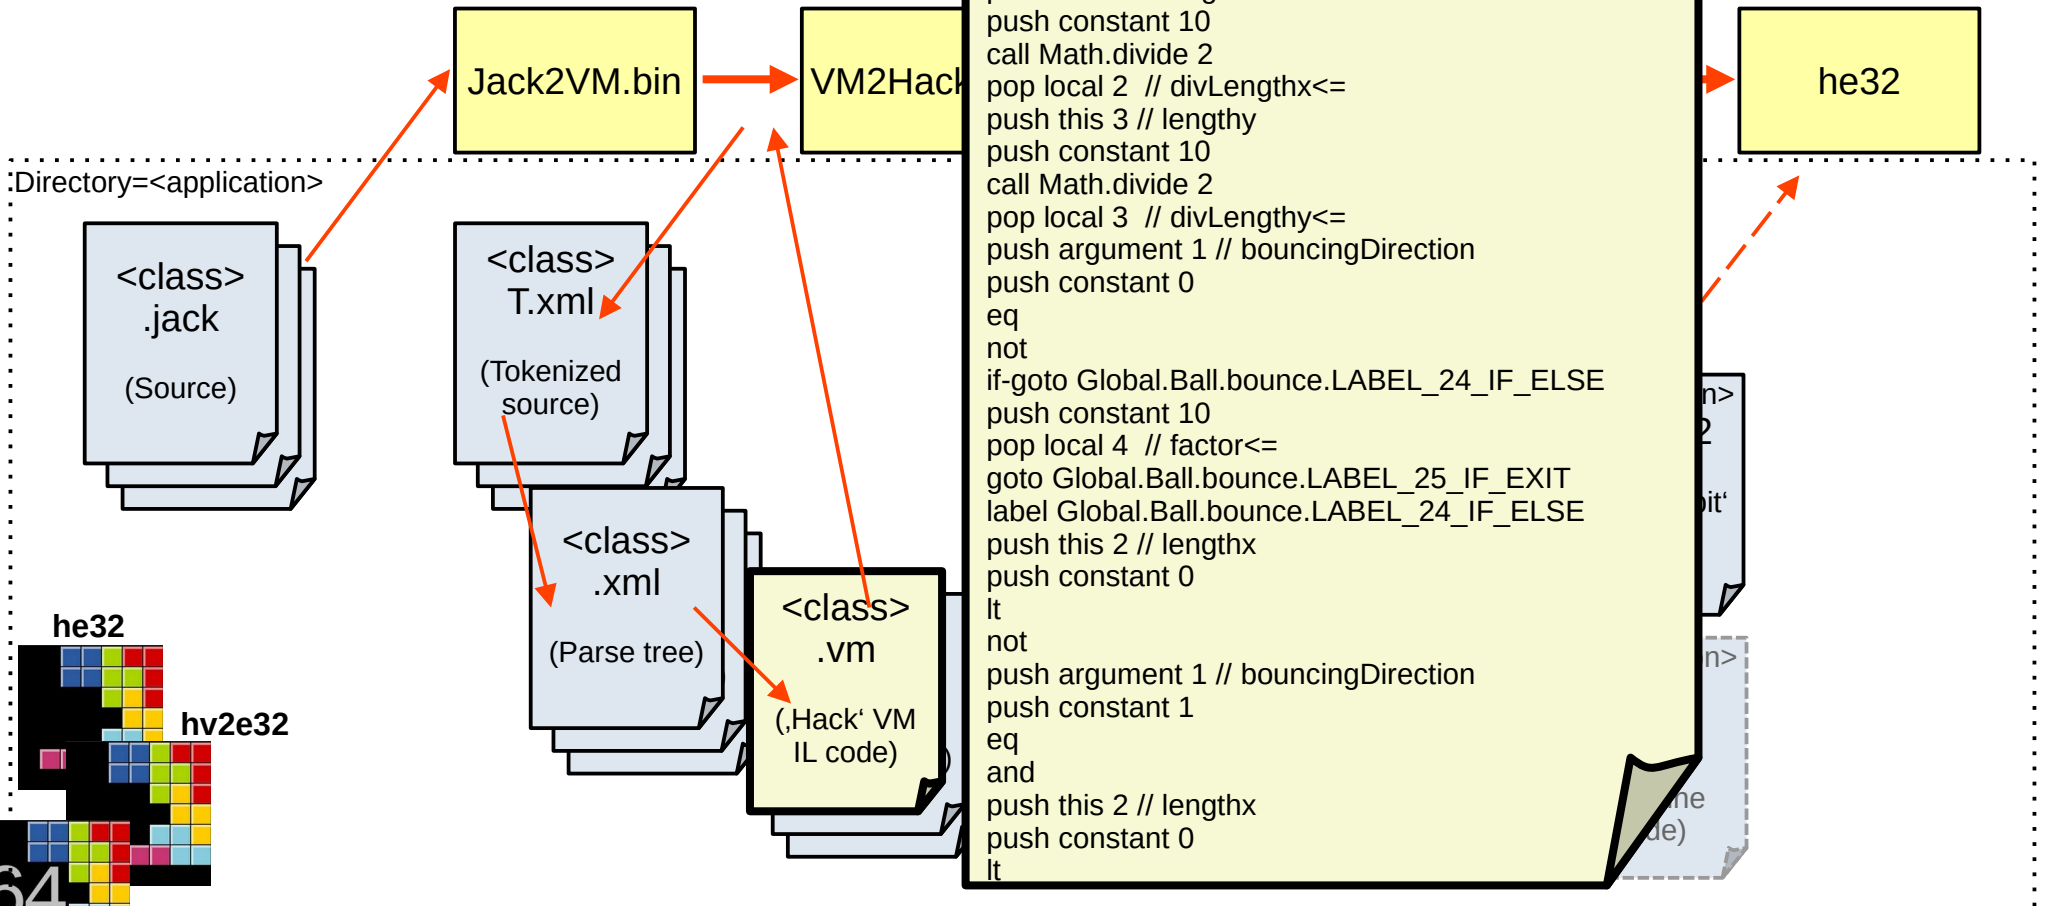 Jack2VM.bin
VM2Hack
he32
Directory=<application>
<class>
.jack
(Source)
<class>
T.xml
(Tokenized
source)
<class>
.xml
(Parse tree)
<class>
.vm
(‚Hack‘ VM
IL code)
push constant 10
call Math.divide 2
pop local 2  // divLengthx<=
push this 3 // lengthy
push constant 10
call Math.divide 2
pop local 3  // divLengthy<=
push argument 1 // bouncingDirection
push constant 0
eq
not
if-goto Global.Ball.bounce.LABEL_24_IF_ELSE
push constant 10
pop local 4  // factor<=
goto Global.Ball.bounce.LABEL_25_IF_EXIT
label Global.Ball.bounce.LABEL_24_IF_ELSE
push this 2 // lengthx
push constant 0
lt
not
push argument 1 // bouncingDirection
push constant 1
eq
and
push this 2 // lengthx
push constant 0
lt
n>
2
bit‘
n>
ne
de)
he32
hv2e32
64